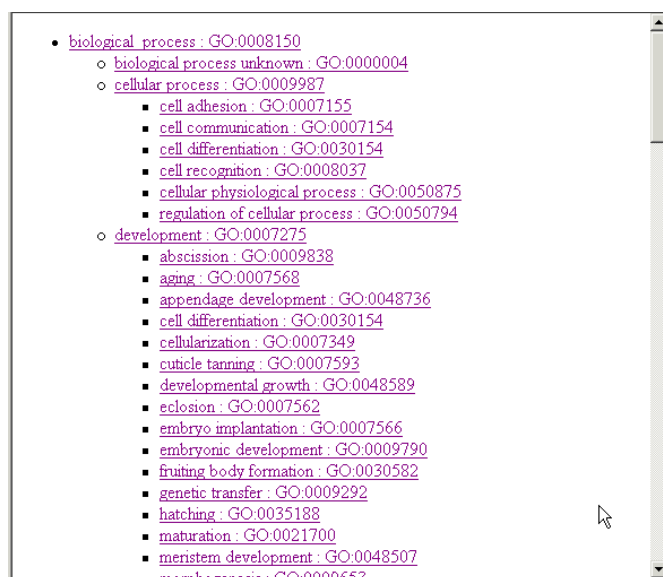 biological_process : GO:0008150
biological process unknown : GO:0000004
cellular process : GO:0009987
cell adhesion : GO:0007155
cell communication : GO:0007154
cell differentiation : GO:0030154
cell recognition : GO:0008037
cellular physiological process : GO:0050875
regulation of cellular process : GO:0050794
development : GO:0007275
abscission : GO:0009838
aging : GO:0007568
appendage development : GO:0048736
cell differentiation : GO:0030154
cellularization : GO:0007349
cuticle tanning : GO:0007593
developmental growth : GO:0048589
eclosion : GO:0007562
embryo implantation : GO:0007566
embryonic development : GO:0009790
fruiting body formation : GO:0030582
genetic transfer : GO:0009292
hatching : GO:0035188
maturation : GO:0021700
meristem development : GO:0048507
morphogenesis : GO:0009653